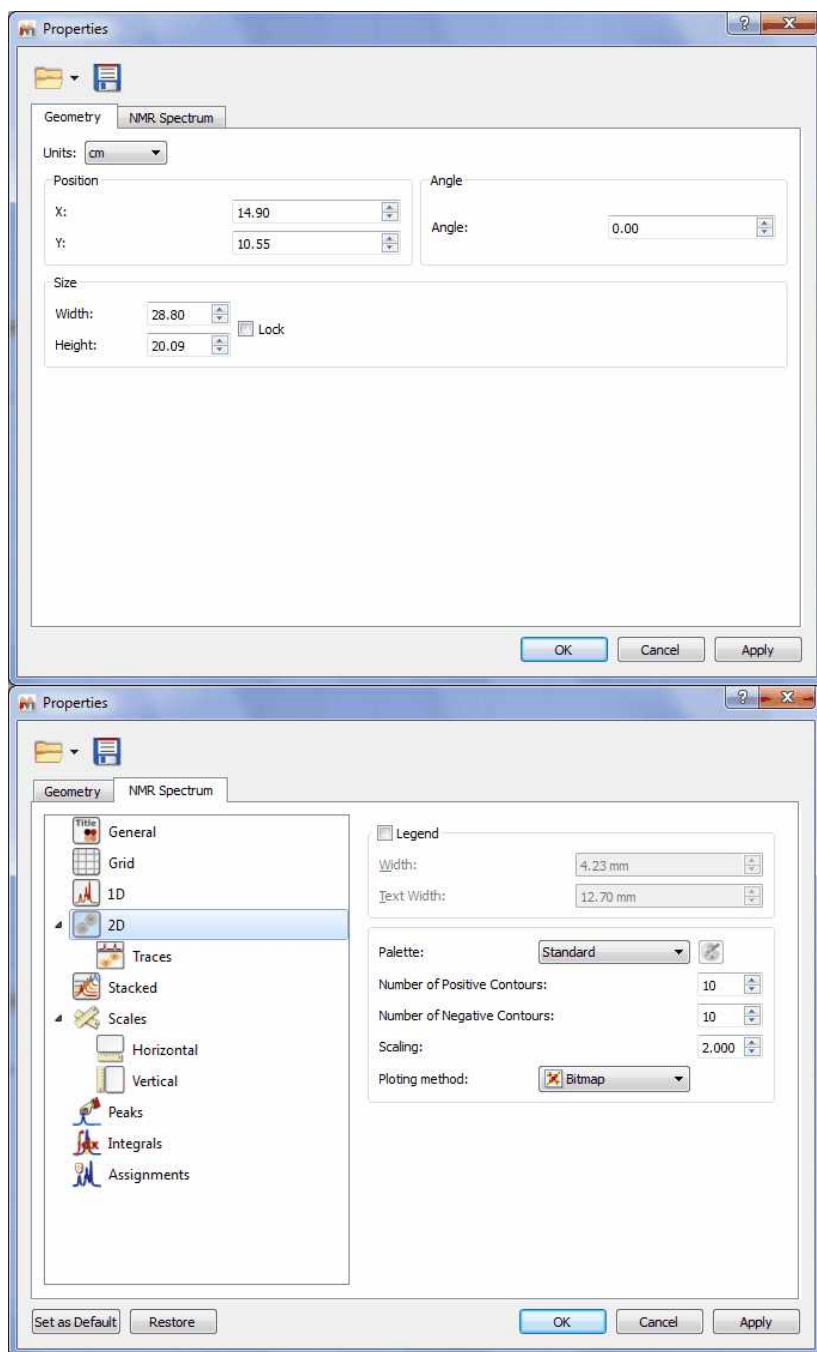 Properties
Geometry NMR Spectrum
Units: cm
Position
X: 14.90
Y: 10.55
Angle
Angle: 0.00
Size
Width: 28.80
Height: 20.09
Lock
OK Cancel Apply
Properties
Geometry NMR Spectrum
Title General
Grid
1D
2D
Traces
Stacked
Scales
Horizontal
Vertical
Peaks
∫dx Integrals
Assignments
Legend
Width: 4.23 mm
Text Width: 12.70 mm
Palette: Standard
Number of Positive Contours: 10
Number of Negative Contours: 10
Scaling: 2.000
Ploting method: Bitmap
Set as Default Restore OK Cancel Apply